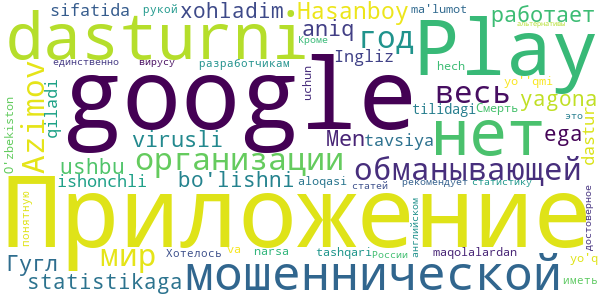 sifatida рукой xohladim Hasanboy ma'lumot работает
dasturni aniq год Play
Кроме альтернативы
единственно вирусу разработчикам Ingliz hech
Azimov google весь yo'qmi
O'zbekiston qiladi uchun tilidagi Смерть yagona
virusli Men tavsiya нет ega это dastur
ushbu организации обманывающей
ishonchli bo'lishni aloqasi статей рекомендует статистику
Приложение
понятную мир английском достоверное
Гугл Хотелось va narsa tashqari России maqolalardan yo'q
statistikaga мошеннической иметь